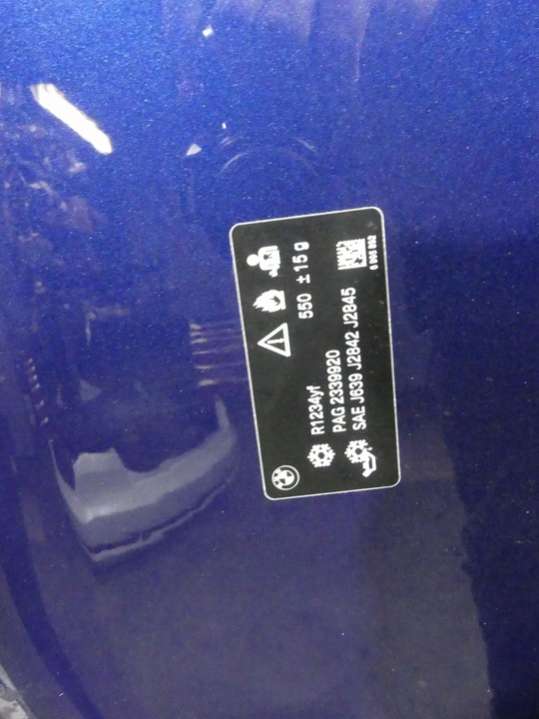 R1234yf
550 ± 15 g
PAG 2339920
SAE J639 J2842 J2845